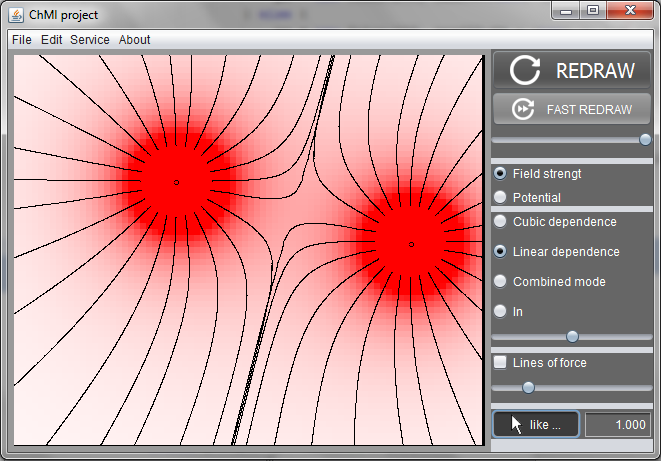 ChMI project
File Edit Service About
REDRAW
FAST REDRAW
Field strengt
Potential
Cubic dependence
Linear dependence
Combined mode
In
Lines of force
like ...
1.000